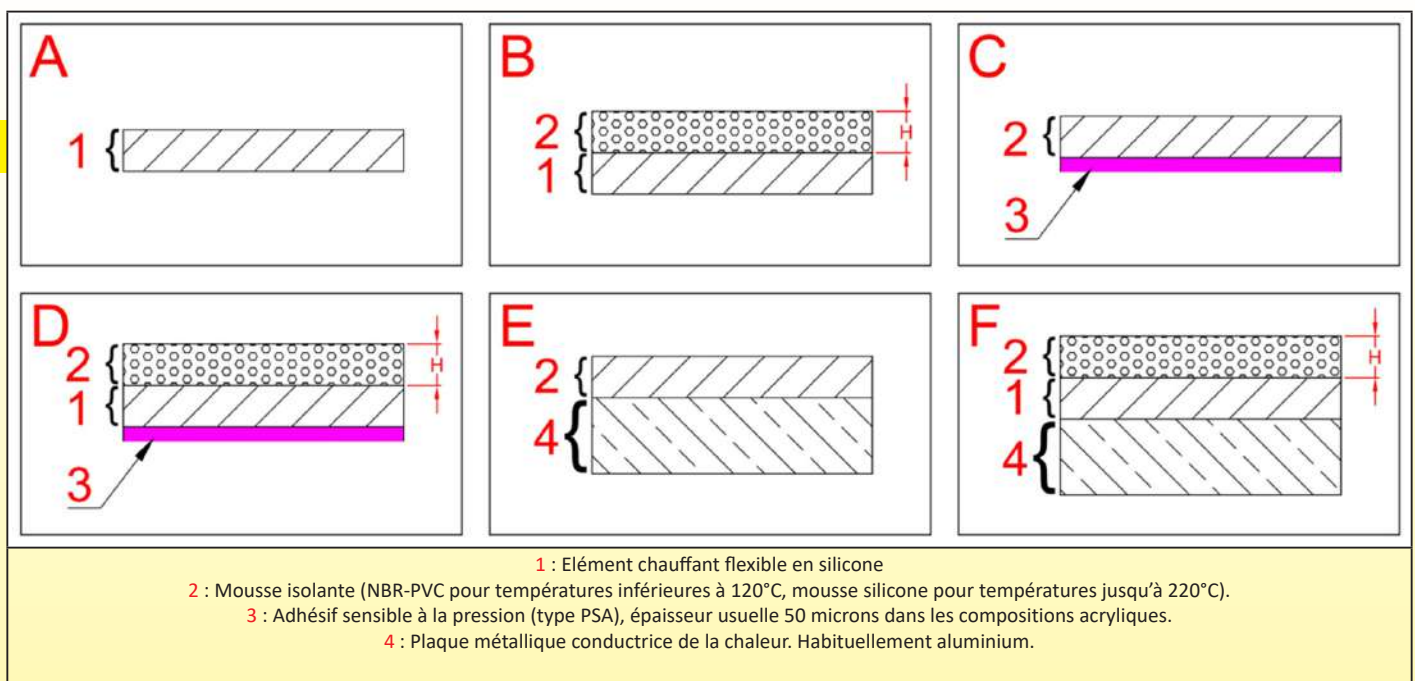 A
1
B
2
H
1
C
2
3
D
2
H
1
3
E
2
4
F
2
H
1
4
1 : Elément chauffant flexible en silicone
2 : Mousse isolante (NBR-PVC pour températures inférieures à 120°C, mousse silicone pour températures jusqu'à 220°C).
3 : Adhésif sensible à la pression (type PSA), épaisseur usuelle 50 microns dans les compositions acryliques.
4 : Plaque métallique conductrice de la chaleur. Habituellement aluminium.